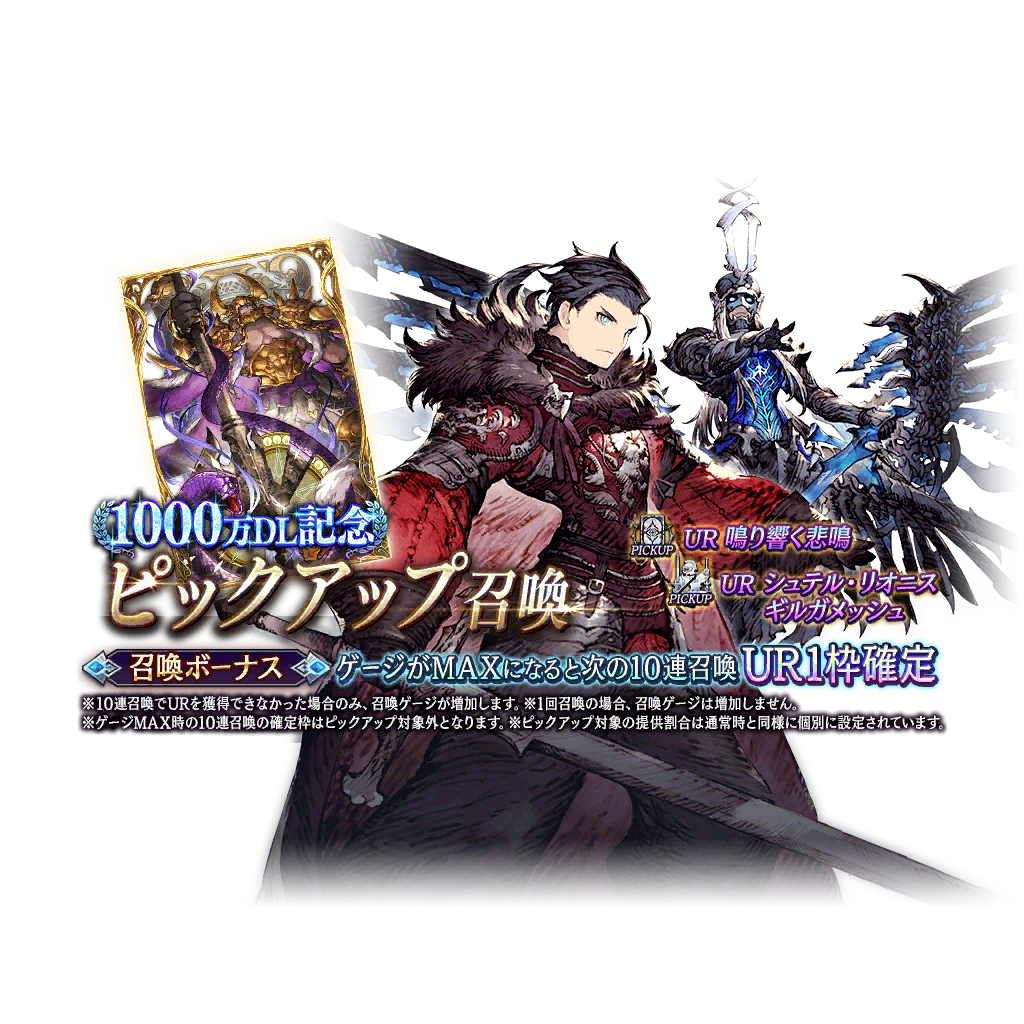 1000万DL記念
ピックアップ召喚
PICKUP UR 鳴り響く悲鳴
PICKUP UR シュテル・リオニス
ギルガメッシュ
召喚ボーナス ゲージがMAXになると次の10連召喚 UR1枠確定
※10連召喚でURを獲得できなかった場合のみ、召喚ゲージが増加します。※1回召喚の場合、召喚ゲージは増加しません。
※ゲージMAX時の10連召喚の確定枠はピックアップ対象外となります。※ピックアップ対象の提供割合は通常時と同様に個別に設定されています。